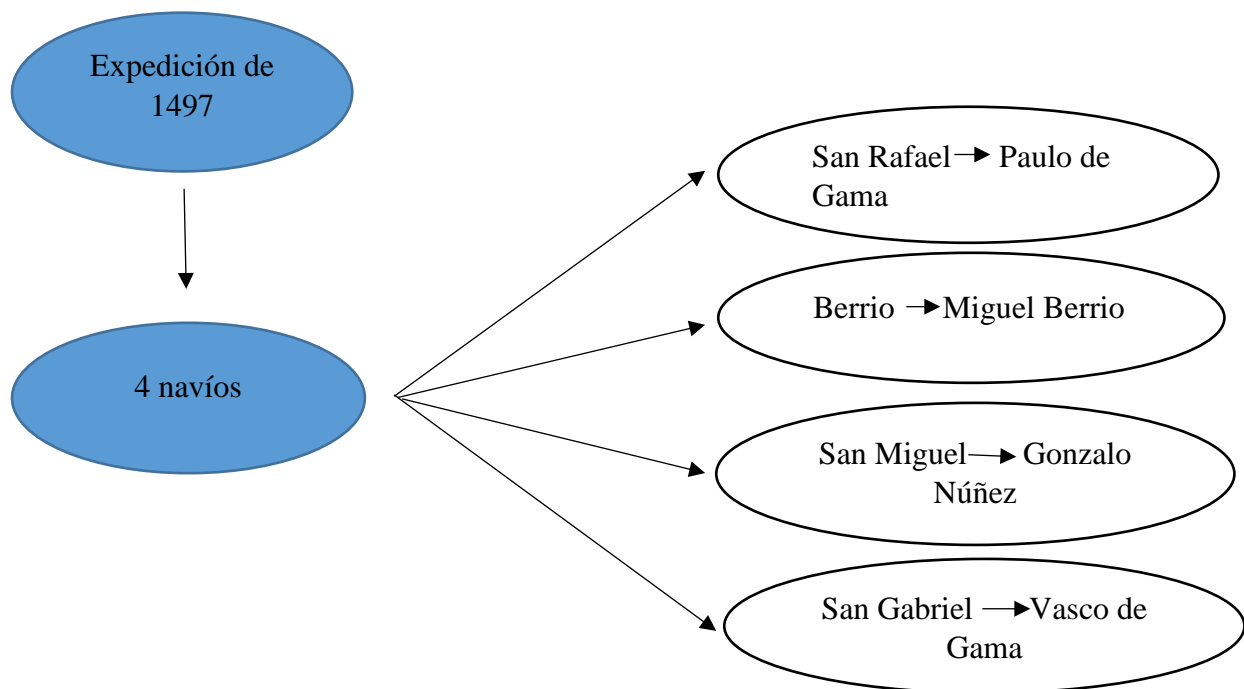 Expedición de
1497
4 navíos
San Rafael Paulo de
Gama
Berrio Miguel Berrio
San Miguel Gonzalo
Núñez
San Gabriel Vasco de
Gama